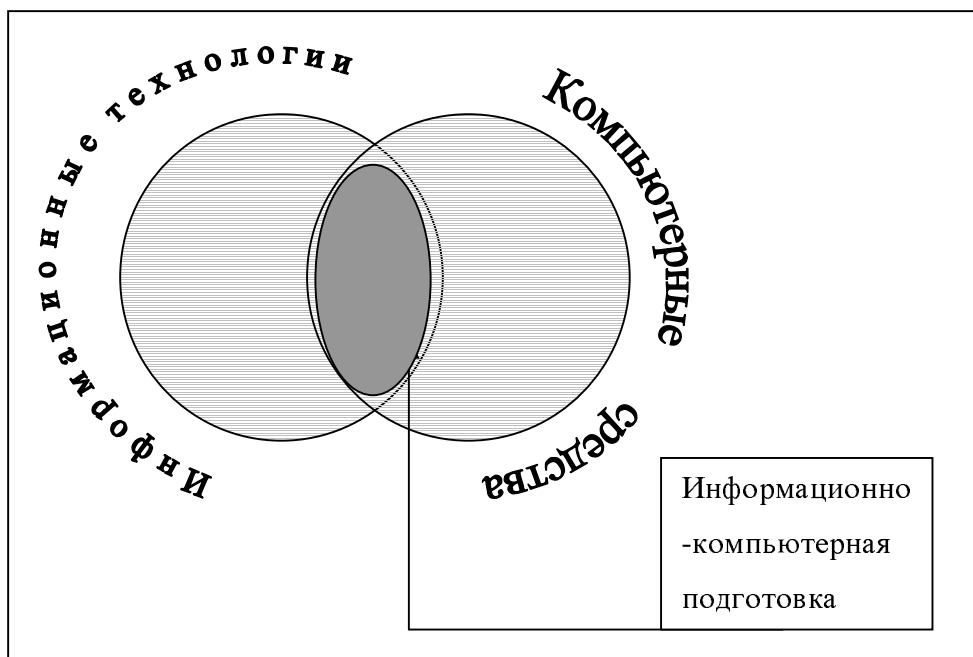 Информационные технологии
Компьютерные средства
Информационно
-компьютерная
подготовка